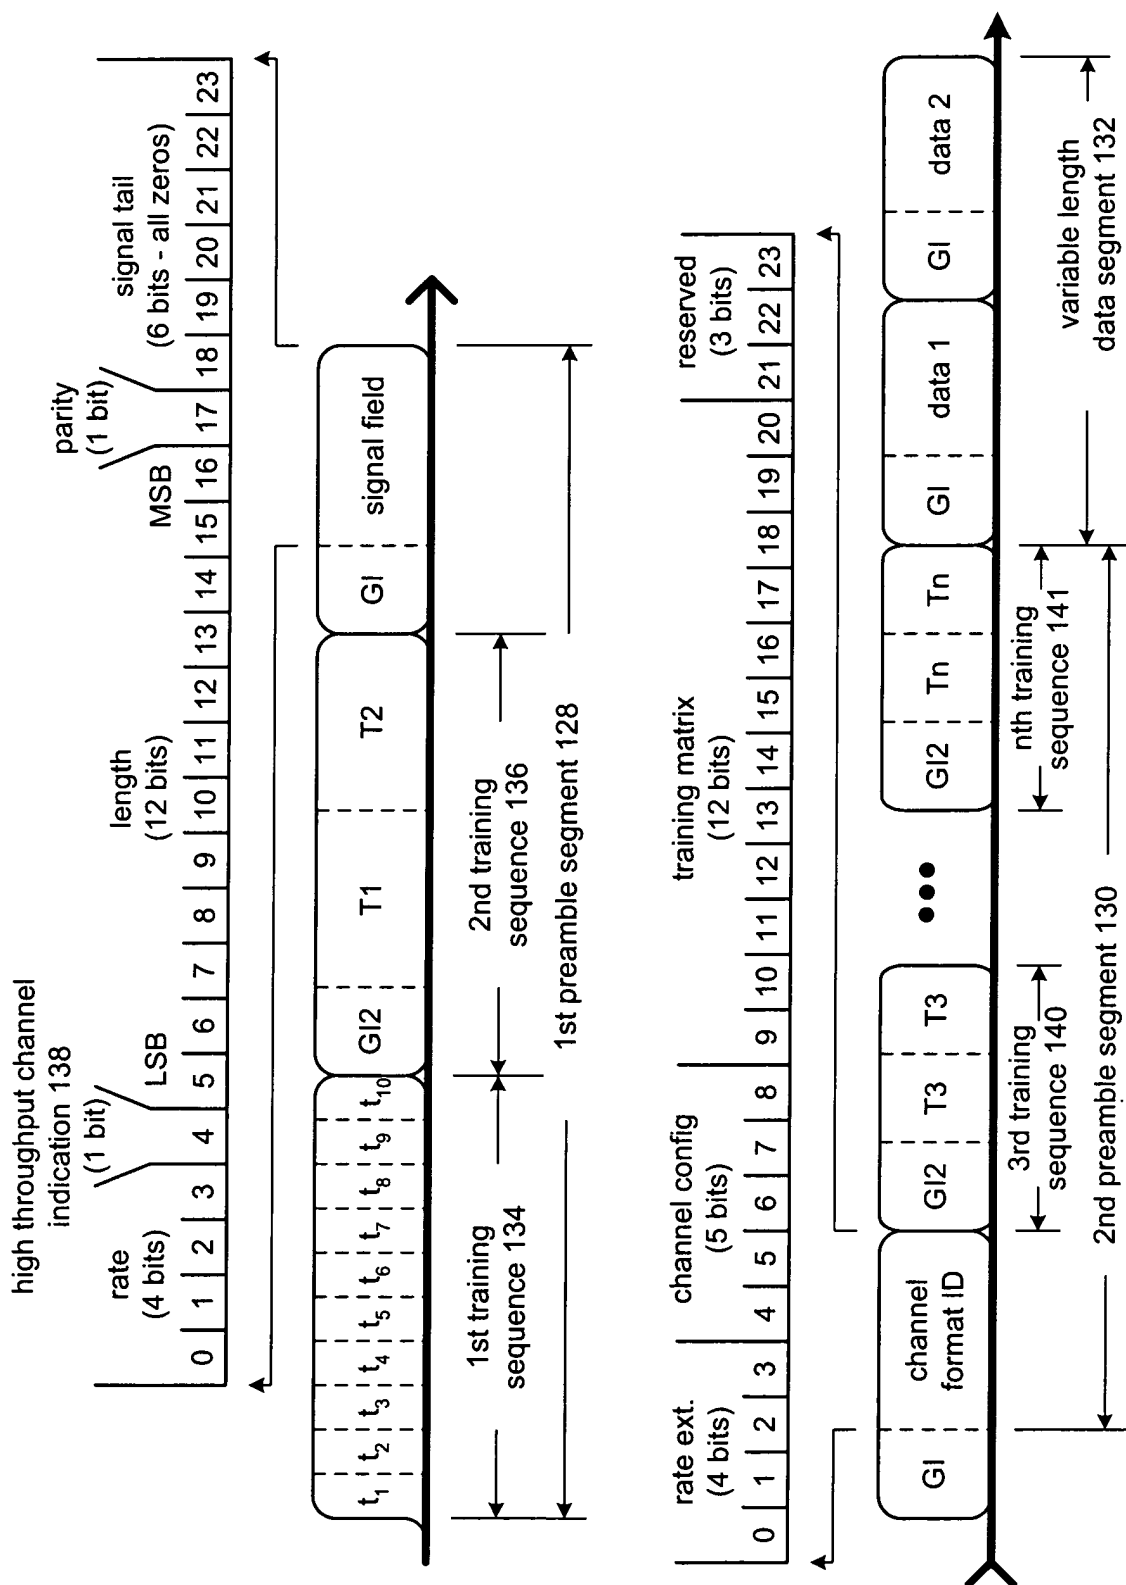 high throughput channel
indication 138
(1 bit)
rate
(4 bits)
LSB
length
(12 bits)
MSB
parity
(1 bit)
signal tail
(6 bits - all zeros)
0 1 2 3 4 5 6 7 8 9 10 11 12 13 14 15 16 17 18 19 20 21 22 23
t1 t2 t3 t4 t5 t6 t7 t8 t9 t10 GI2 T1 T2 GI signal field
1st training
sequence 134
2nd training
sequence 136
1st preamble segment 128
rate ext.
(4 bits)
channel config
(5 bits)
training matrix
(12 bits)
reserved
(3 bits)
0 1 2 3 4 5 6 7 8 9 10 11 12 13 14 15 16 17 18 19 20 21 22 23
GI channel
format ID
GI2 T3 T3 GI2 Tn Tn GI data 1 GI data 2
3rd training
sequence 140
nth training
sequence 141
variable length
data segment 132
2nd preamble segment 130